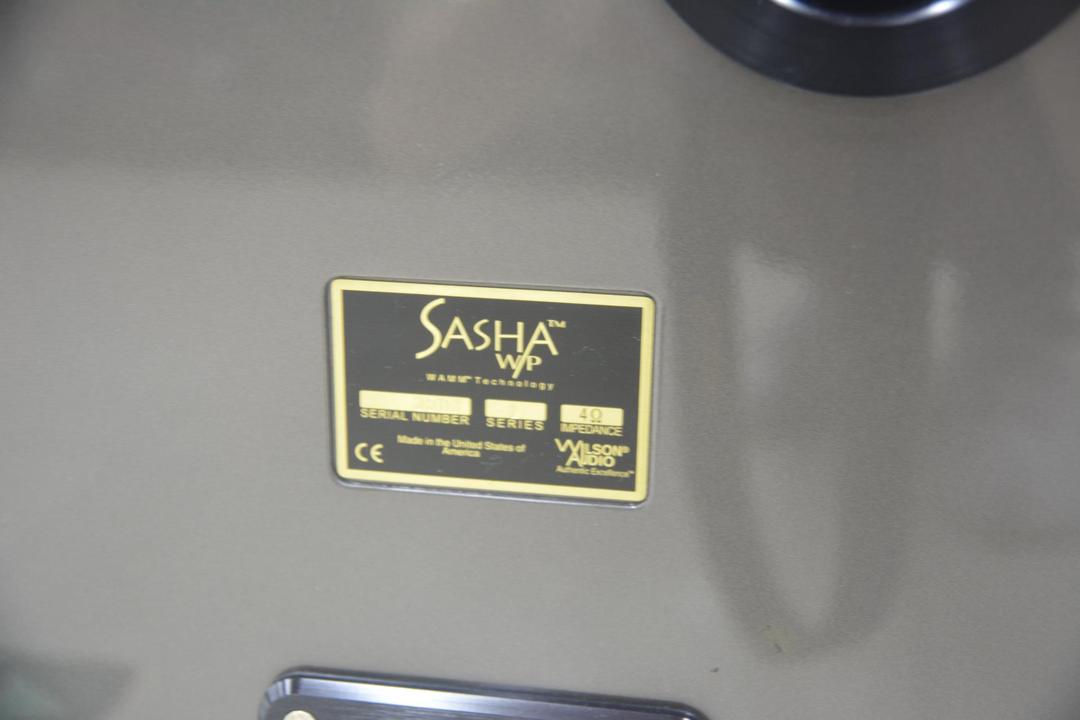 SASHA™
W/P
WAMM™ Technology
4Ω
SERIAL NUMBER
SERIES
IMPEDANCE
Made in the United States of
America
CE
WILSON®
AUDIO
Authentic Excellence™